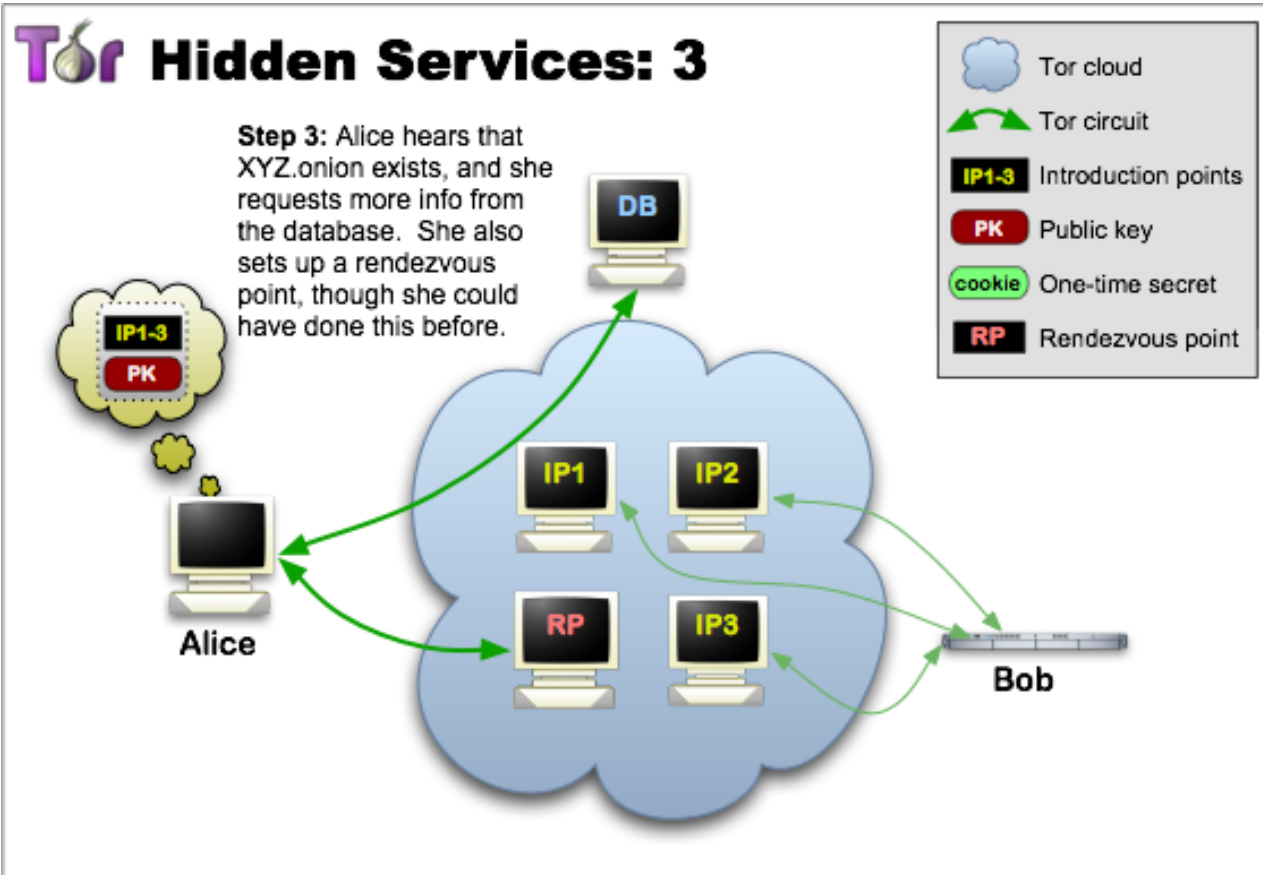 Tor Hidden Services: 3
Step 3: Alice hears that
XYZ.onion exists, and she
requests more info from
the database. She also
sets up a rendezvous
point, though she could
have done this before.
Tor cloud
Tor circuit
IP1-3 Introduction points
PK Public key
cookie One-time secret
RP Rendezvous point
DB
IP1-3
PK
IP1
IP2
RP
IP3
Alice
Bob